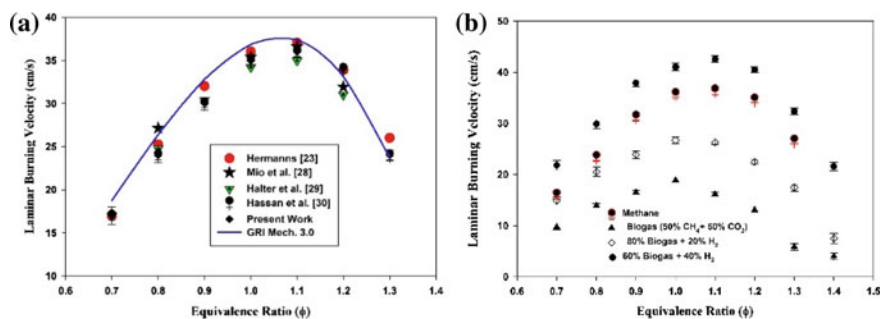 (a)
40
35
30
25
20
15
10
Laminar Burning Velocity (cm/s)
Hermanns [23]
Mio et al. [28]
Halter et al. [29]
Hassan et al. [30]
Present Work
GRI Mech. 3.0
0.6 0.7 0.8 0.9 1.0 1.1 1.2 1.3 1.4
Equivalence Ratio (ϕ)
(b)
50
40
30
20
10
0
Laminar Burning Velocity (cm/s)
Methane
Biogas (50% CH₄+ 50% CO₂)
80% Biogas + 20% H₂
60% Biogas + 40% H₂
0.6 0.7 0.8 0.9 1.0 1.1 1.2 1.3 1.4 1.5
Equivalence Ratio (ϕ)